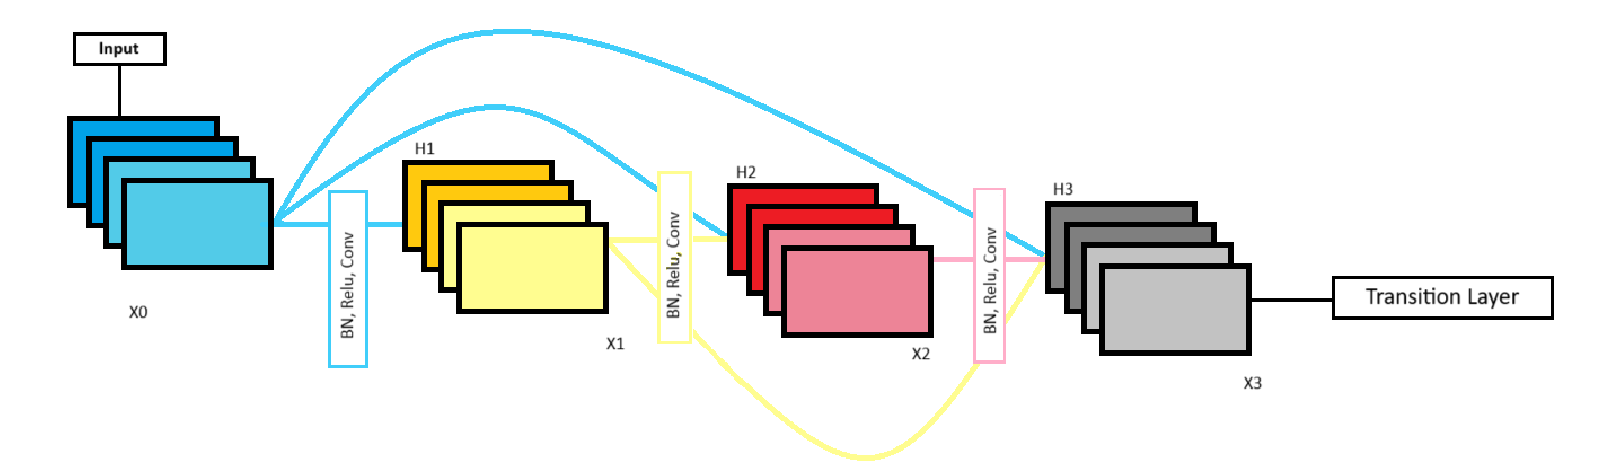 Input
X0
BN, Relu, Conv
H1
X1
BN, Relu, Conv
H2
X2
BN, Relu, Conv
H3
X3
Transition Layer